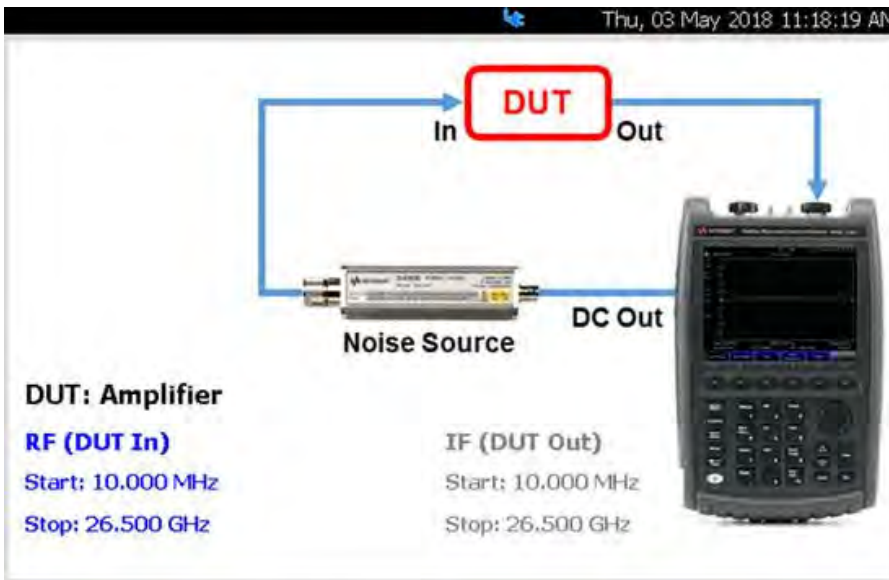 Thu, 03 May 2018 11:18:19 AM
DUT
In
Out
DC Out
Noise Source
DUT: Amplifier
RF (DUT In)
IF (DUT Out)
Start: 10.000 MHz
Start: 10.000 MHz
Stop: 26.500 GHz
Stop: 26.500 GHz